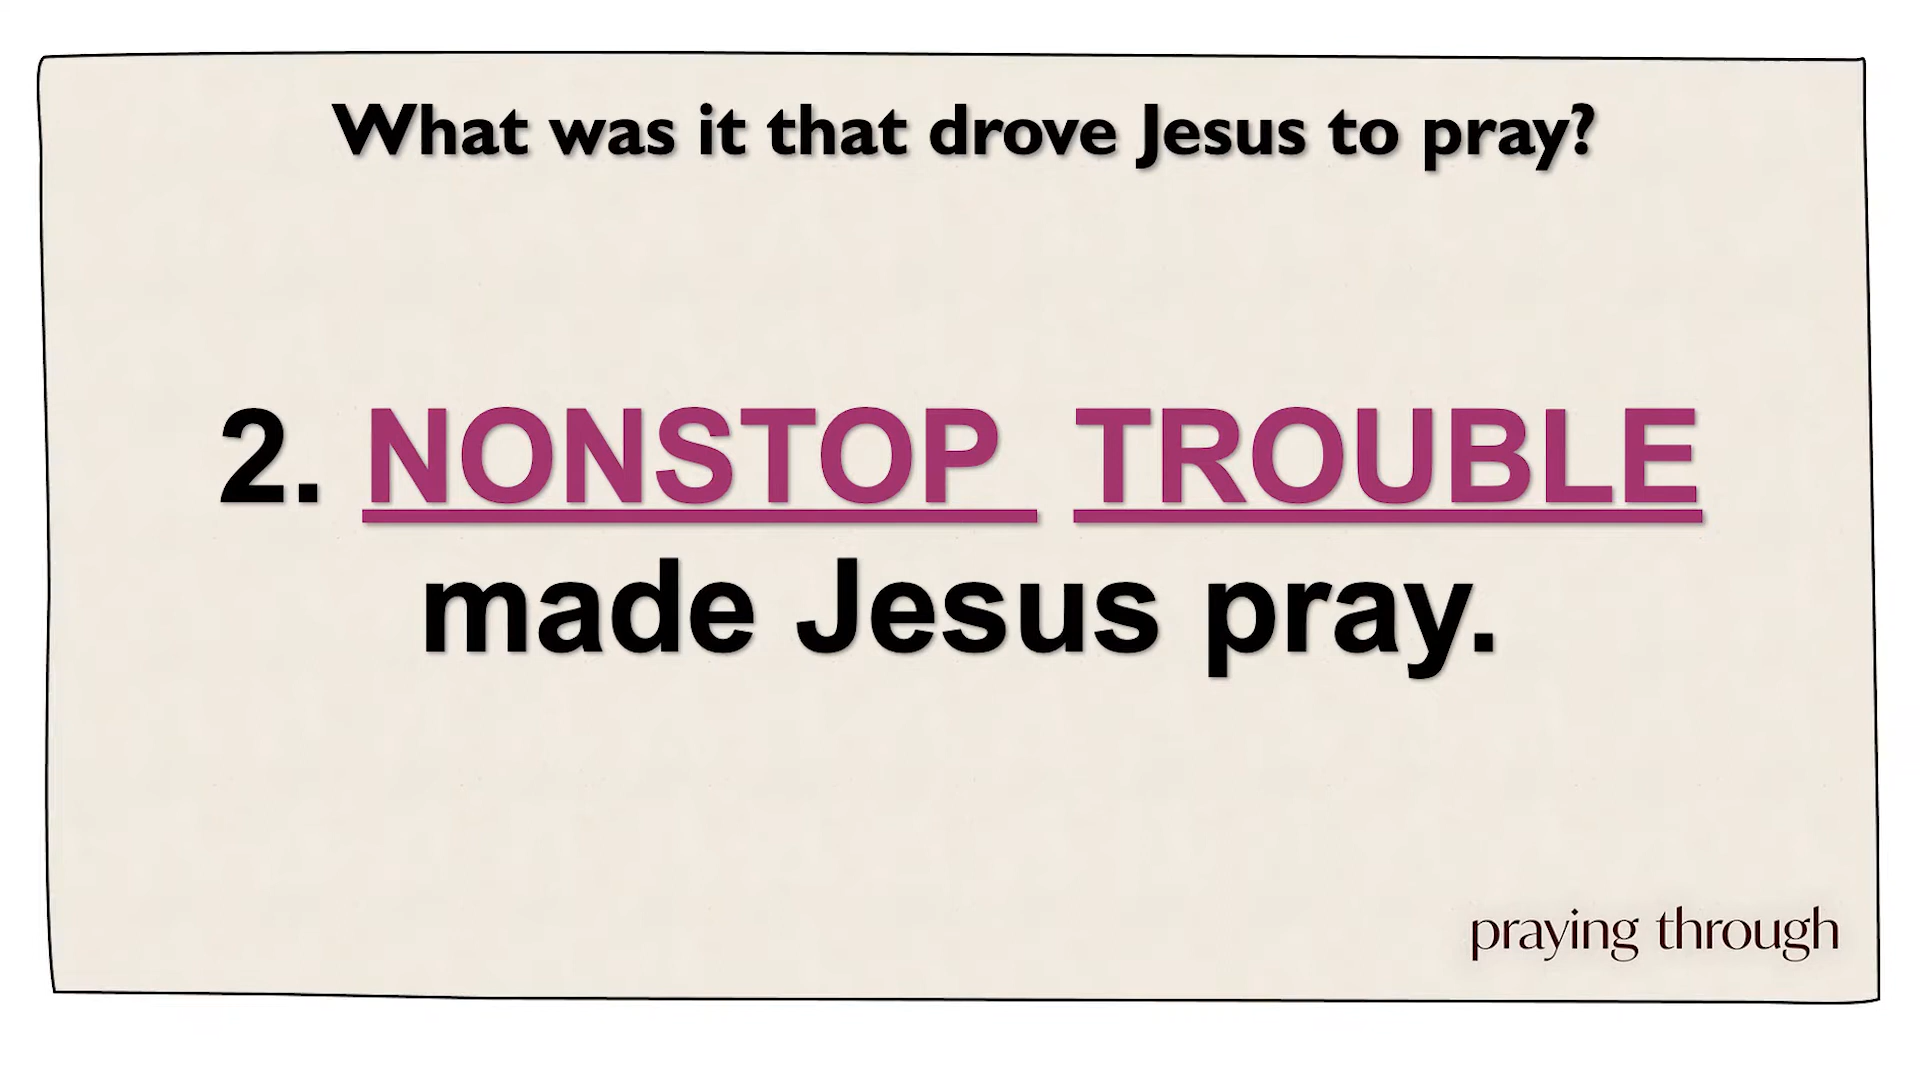 What was it that drove Jesus to pray?
2. NONSTOP TROUBLE
made Jesus pray.
praying through